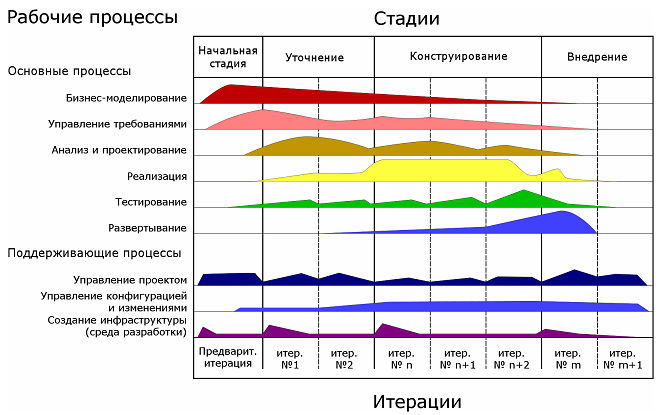 Рабочие процессы
Стадии
Начальная
стадия
Уточнение
Конструирование
Внедрение
Основные процессы
Бизнес-моделирование
Управление требованиями
Анализ и проектирование
Реализация
Тестирование
Развертывание
Поддерживающие процессы
Управление проектом
Управление конфигурацией
и изменениями
Создание инфраструктуры
(среда разработки)
Предварит.
итерация
итер.
№1
итер.
№2
итер.
№ n
итер.
№ n+1
итер.
№ n+2
итер.
№ m
итер.
№ m+1
Итерации